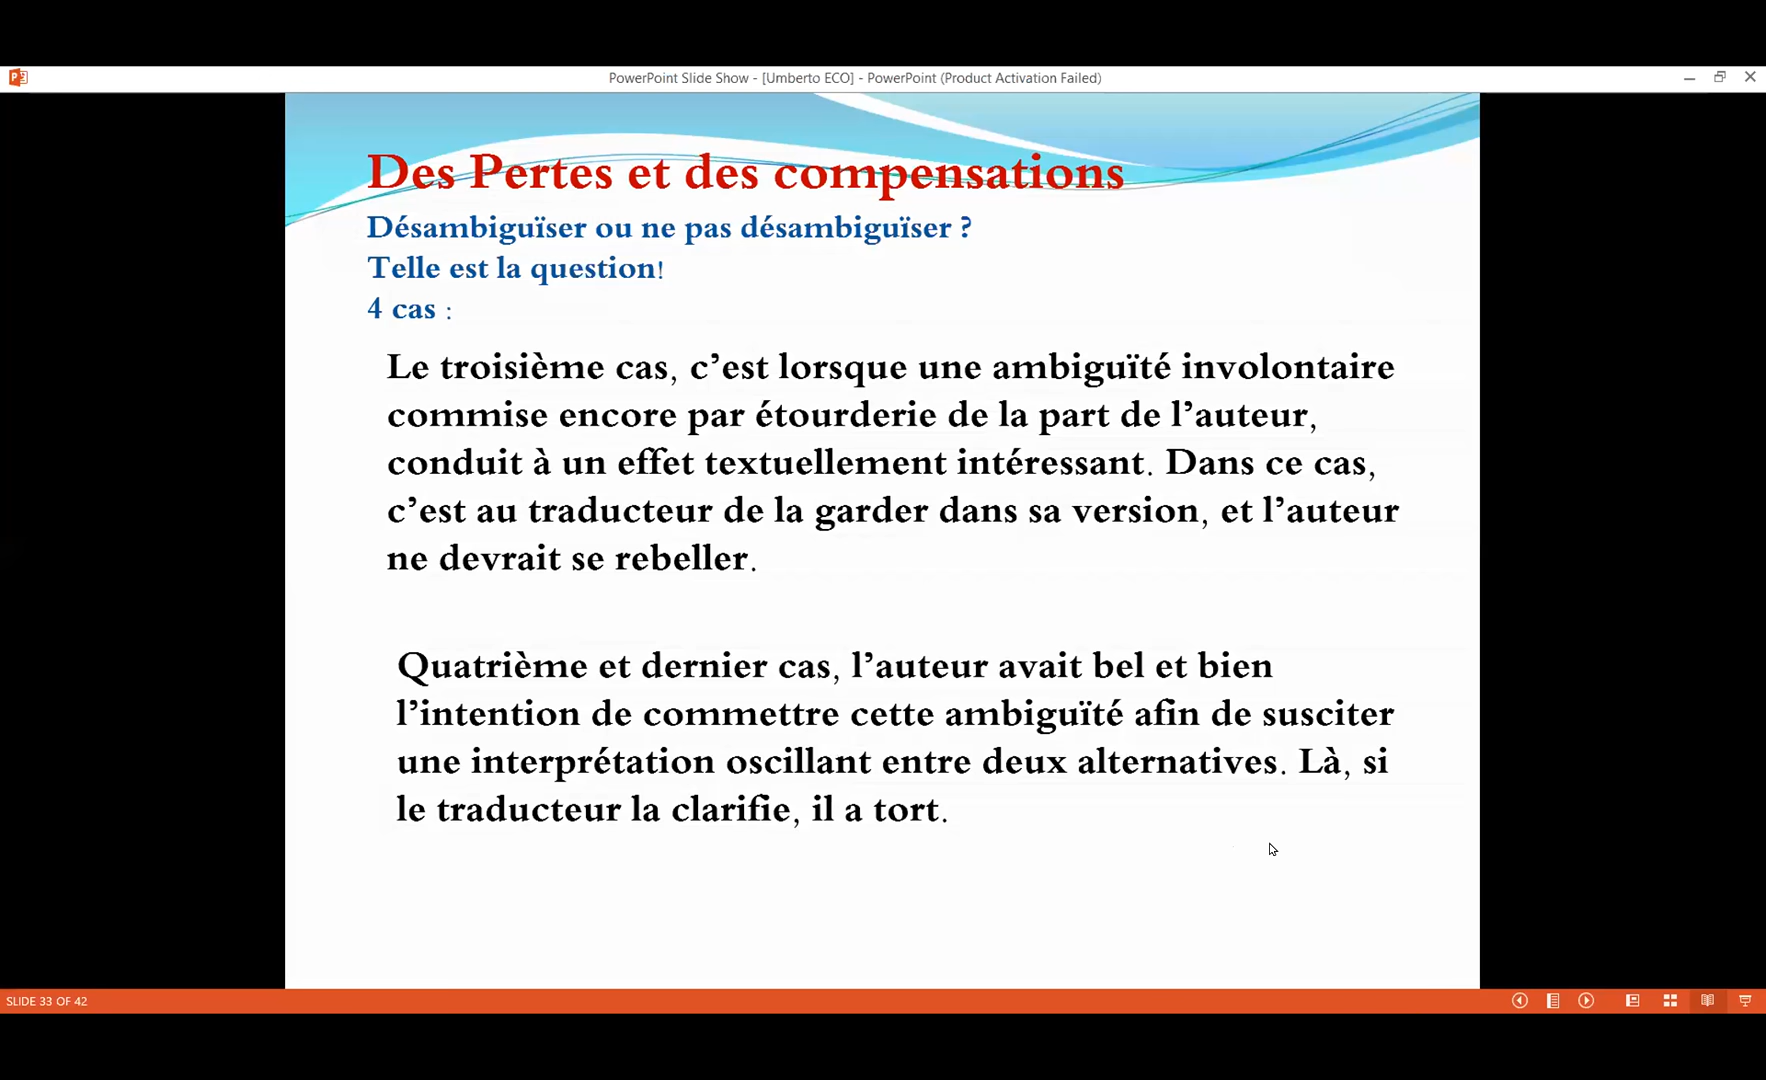 PowerPoint Slide Show - [Umberto ECO] - PowerPoint (Product Activation Failed)
Des Pertes et des compensations
Désambiguïser ou ne pas désambiguïser ?
Telle est la question!
4 cas :
Le troisième cas, c’est lorsque une ambiguïté involontaire
commise encore par étourderie de la part de l’auteur,
conduit à un effet textuellement intéressant. Dans ce cas,
c’est au traducteur de la garder dans sa version, et l’auteur
ne devrait se rebeller.
Quatrième et dernier cas, l’auteur avait bel et bien
l’intention de commettre cette ambiguïté afin de susciter
une interprétation oscillant entre deux alternatives. Là, si
le traducteur la clarifie, il a tort.
SLIDE 33 OF 42